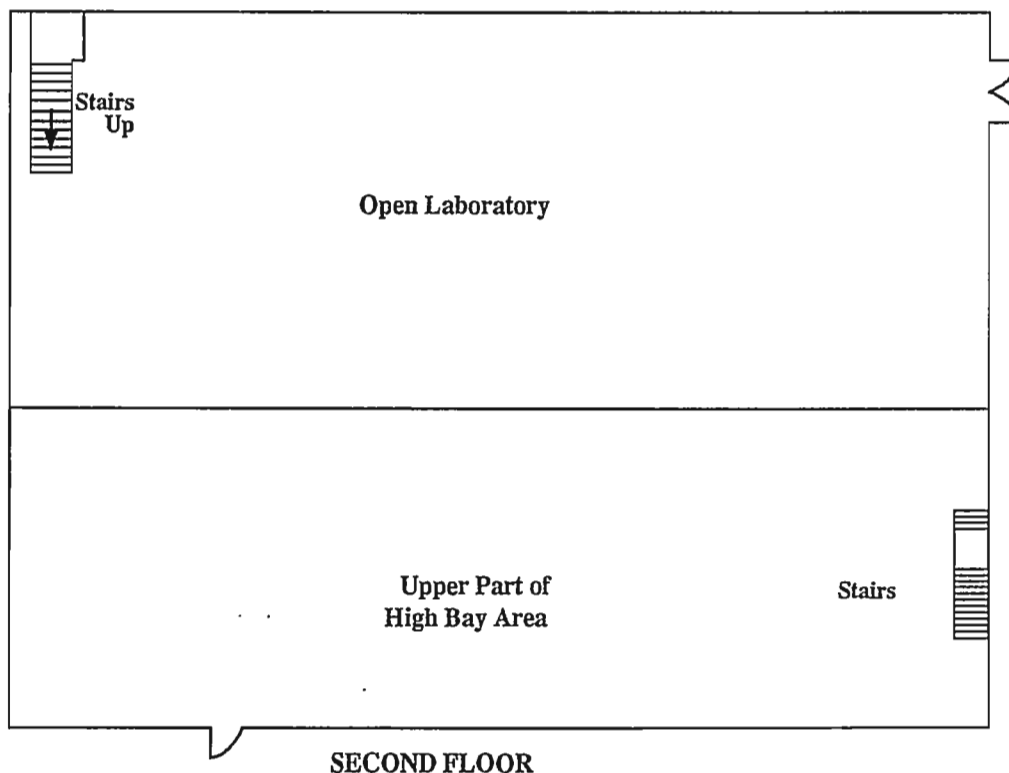 Stairs
Up
Open Laboratory
Upper Part of
High Bay Area
Stairs
SECOND FLOOR